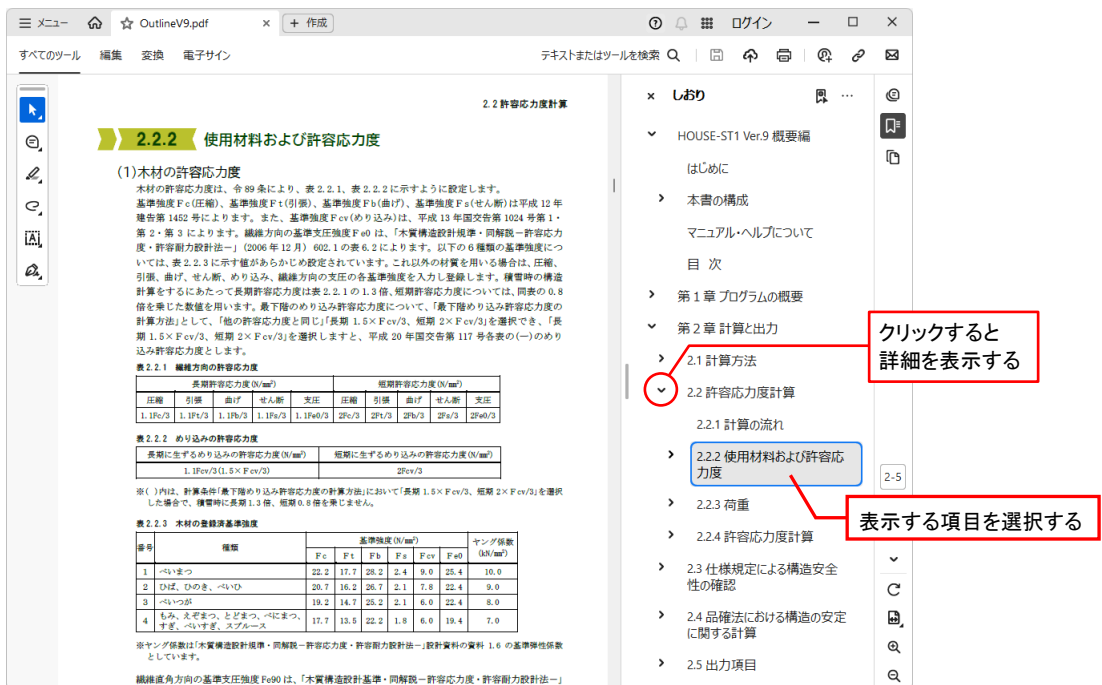 メニュー
OutlineV9.pdf
× + 作成
ログイン
すべてのツール 編集 変換 電子サイン
テキストまたはツールを検索
2.2 許容応力度計算
2.2.2 使用材料および許容応力度
(1)木材の許容応力度
木材の許容応力度は、令 89 条により、表 2.2.1、表 2.2.2 に示すように設定します。
基準強度Fc(圧縮)、基準強度Ft(引張)、基準強度Fb(曲げ)、基準強度Fs(せん断)は平成 12 年
建告第 1452 号によります。また、基準強度Fcv(めり込み)は、平成 13 年国交告第 1024 号第 1・
第 2・第 3 によります。繊維方向の基準支圧強度Fe0 は、「木質構造設計規準・同解説－許容応力
度・許容耐力設計法－」(2006 年 12 月) 602.1 の表 6.2 によります。以下の 6 種類の基準強度につ
いては、表 2.2.3 に示す値があらかじめ設定されています。これ以外の材質を用いる場合は、圧縮、
引張、曲げ、せん断、めり込み、繊維方向の支圧の各基準強度を入力し登録します。積雪時の構造
計算をするにあたって長期許容応力度は表 2.2.1 の 1.3 倍、短期許容応力度については、同表の 0.8
倍を乗じた数値を用います。最下階のめり込み許容応力度について、「最下階めり込み許容応力度の
計算方法」として、「他の許容応力度と同じ」「長期 1.5×Fcv/3、短期 2×Fcv/3」を選択でき、「長
期 1.5×Fcv/3、短期 2×Fcv/3」を選択しますと、平成 20 年国交告第 117 号各表の(一)のめり
込み許容応力度とします。
表 2.2.1 繊維方向の許容応力度
長期許容応力度(N/mm²) 短期許容応力度(N/mm²)
圧縮 引張 曲げ せん断 支圧 圧縮 引張 曲げ せん断 支圧
1.1Fc/3 1.1Ft/3 1.1Fb/3 1.1Fs/3 1.1Fe0/3 2Fc/3 2Ft/3 2Fb/3 2Fs/3 2Fe0/3
表 2.2.2 めり込みの許容応力度
長期に生ずるめり込みの許容応力度(N/mm²) 短期に生ずるめり込みの許容応力度(N/mm²)
1.1Fcv/3(1.5×Fcv/3) 2Fcv/3
※( )内は、計算条件「最下階めり込み許容応力度の計算方法」において「長期 1.5×Fcv/3、短期 2×Fcv/3」を選択
した場合で、積雪時に長期 1.3 倍、短期 0.8 倍を乗じません。
表 2.2.3 木材の登録済基準強度
番号 種類 基準強度(N/mm²) ヤング係数
(kN/mm²)
Fc Ft Fb Fs Fcv Fe0
1 べいまつ 22.2 17.7 28.2 2.4 9.0 25.4 10.0
2 ひば、ひのき、べいひ 20.7 16.2 26.7 2.1 7.8 22.4 9.0
3 べいつが 19.2 14.7 25.2 2.1 6.0 22.4 8.0
4 もみ、えぞまつ、とどまつ、べにまつ、
すぎ、べいすぎ、スプルース 17.7 13.5 22.2 1.8 6.0 19.4 7.0
※ヤング係数は「木質構造設計規準・同解説－許容応力度・許容耐力設計法－」設計資料の資料 1.6 の基準弾性係数
としています。
繊維直角方向の基準支圧強度 Fe90 は、「木質構造設計基準・同解説－許容応力度・許容耐力設計法－」
× しおり
HOUSE-ST1 Ver.9 概要編
はじめに
本書の構成
マニュアル・ヘルプについて
目 次
第 1 章 プログラムの概要
第 2 章 計算と出力
2.1 計算方法
2.2 許容応力度計算
2.2.1 計算の流れ
2.2.2 使用材料および許容応
力度
2.2.3 荷重
2.2.4 許容応力度計算
2.3 仕様規定による構造安全
性の確認
2.4 品確法における構造の安定
に関する計算
2.5 出力項目
2-5
クリックすると
詳細を表示する
表示する項目を選択する